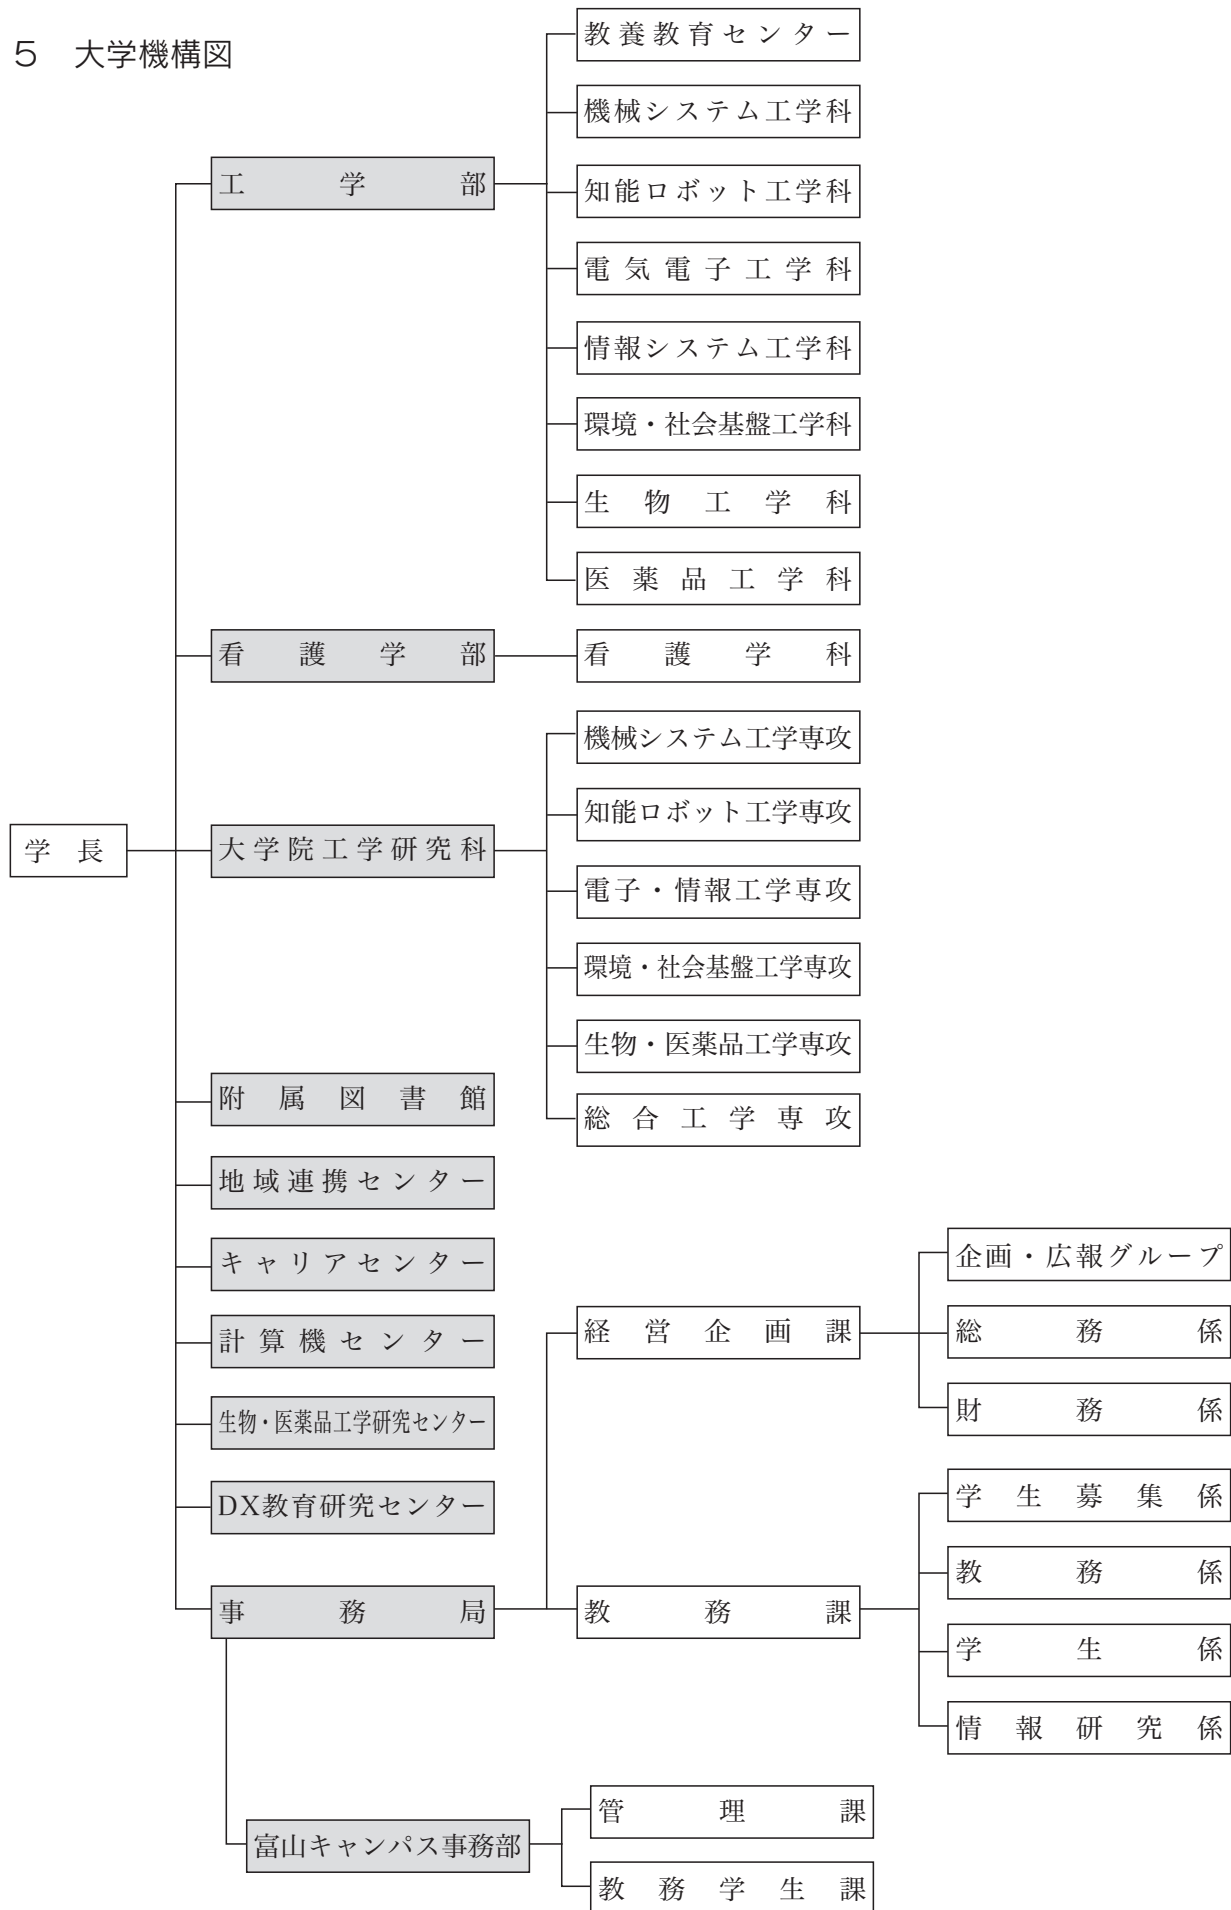 5 大学機構図
学長
工学部
教養教育センター
機械システム工学科
知能ロボット工学科
電気電子工学科
情報システム工学科
環境・社会基盤工学科
生物工学科
医薬品工学科
看護学部
看護学科
大学院工学研究科
機械システム工学専攻
知能ロボット工学専攻
電子・情報工学専攻
環境・社会基盤工学専攻
生物・医薬品工学専攻
総合工学専攻
附属図書館
地域連携センター
キャリアセンター
計算機センター
生物・医薬品工学研究センター
DX教育研究センター
事務局
経営企画課
企画・広報グループ
総務係
財務係
教務課
学生募集係
教務係
学生係
情報研究係
富山キャンパス事務部
管理課
教務学生課